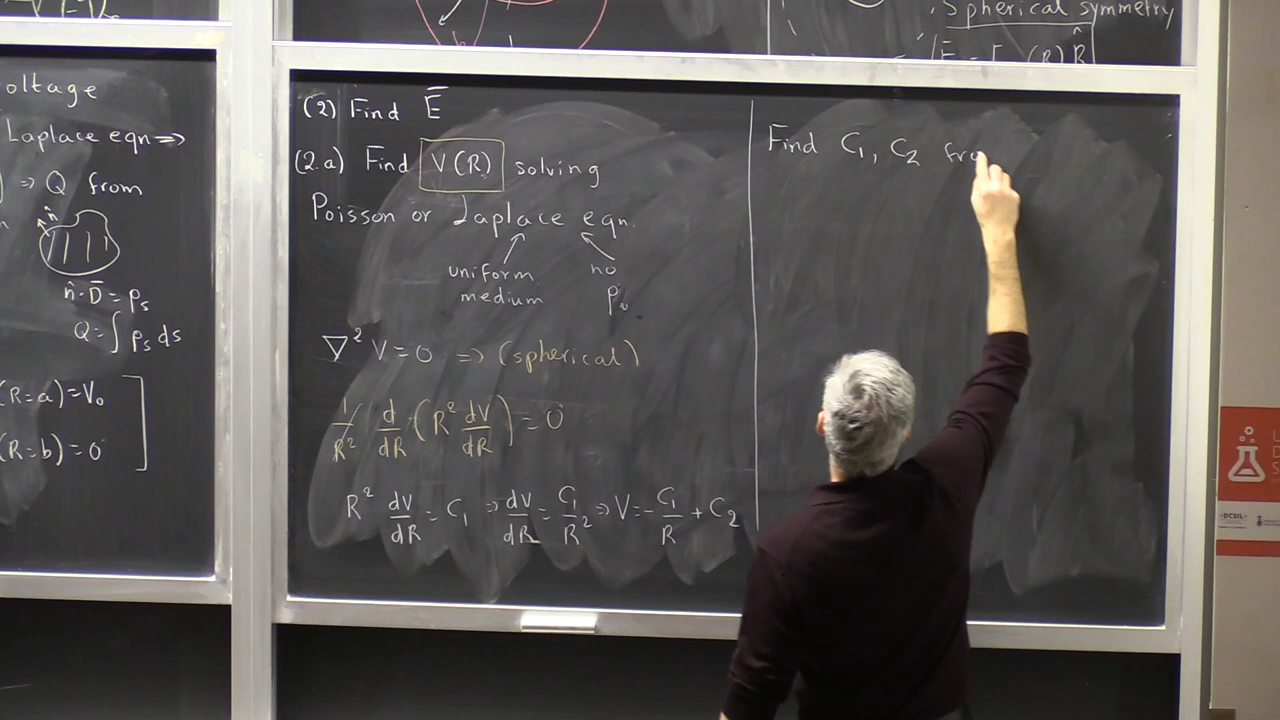 Spherical symmetry
(R) R̂
oltage
Laplace eqn ⇒
⇒ Q from
n̂
n̂·D̄ = ρs
Q = ∫ ρs ds
(R=a) = V₀
(R=b) = 0
(2) Find Ē
(2.a) Find V(R) solving
Poisson or Laplace eqn.
uniform medium
no ρᵥ
∇² V = 0 ⇒ (spherical)
1/R² d/dR (R² dV/dR) = 0
R² dV/dR = C₁ ⇒ dV/dR = C₁/R² ⇒ V = -C₁/R + C₂
Find C₁, C₂ fro
<DCSIL>